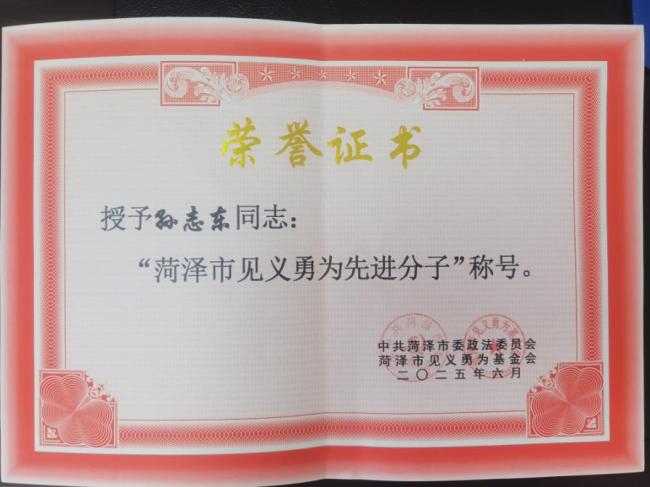 荣誉证书
授予孙志东同志：
“菏泽市见义勇为先进分子”称号。
中共菏泽市委政法委员会
菏泽市见义勇为基金会
二〇二五年六月